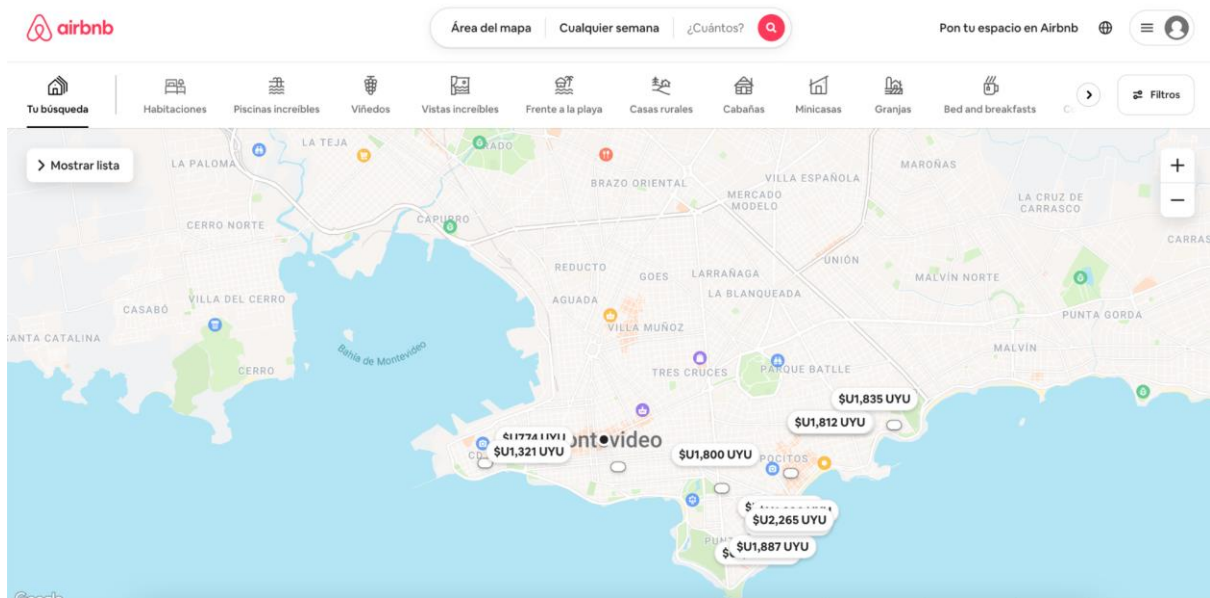 airbnb
Área del mapa
Cualquier semana
¿Cuántos?
Pon tu espacio en Airbnb
Tu búsqueda
Habitaciones
Piscinas increíbles
Viñedos
Vistas increíbles
Frente a la playa
Casas rurales
Cabañas
Minicasas
Granjas
Bed and breakfasts
Filtros
Mostrar lista
LA TEJA
LA PALOMA
BRAZO ORIENTAL
VILLA ESPAÑOLA
MAROÑAS
MERCADO
MODELO
LA CRUZ DE
CARRASCO
CERRO NORTE
CAPURRO
CARRAS
REDUCTO
GOES
LARRAÑAGA
UNIÓN
MALVÍN NORTE
AGUADA
LA BLANQUEADA
VILLA DEL CERRO
CASABÓ
PUNTA GORDA
VILLA MUÑOZ
SANTA CATALINA
Bahía de Montevideo
MALVÍN
CERRO
TRES CRUCES
PARQUE BATLLE
$U1,835 UYU
$U1,812 UYU
$U774 UYU
$U1,321 UYU
ontevideo
$U1,800 UYU
POCITOS
$U2,265 UYU
$U1,887 UYU